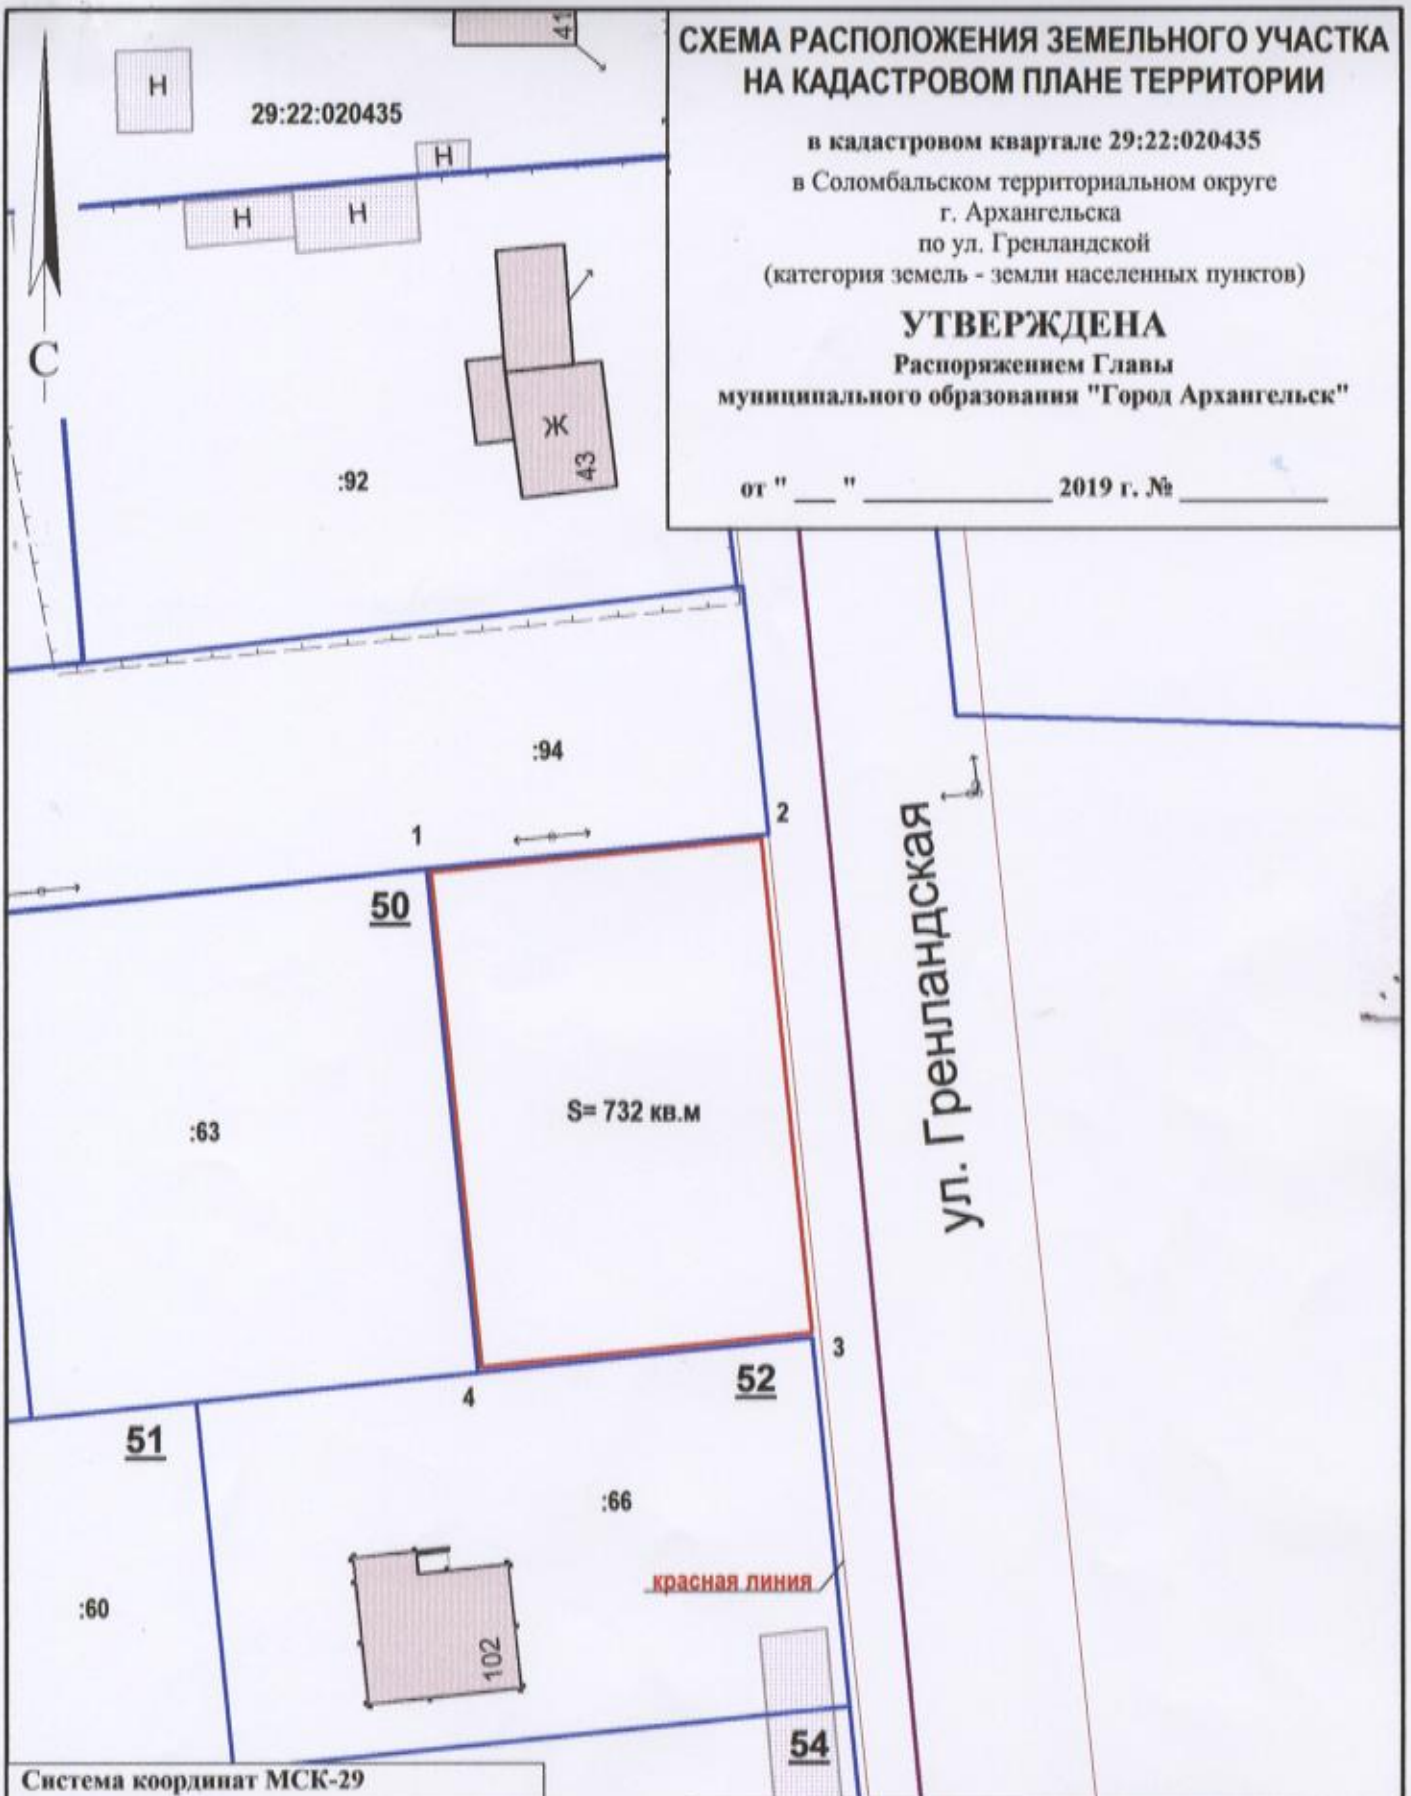 СХЕМА РАСПОЛОЖЕНИЯ ЗЕМЕЛЬНОГО УЧАСТКА
НА КАДАСТРОВОМ ПЛАНЕ ТЕРРИТОРИИ
в кадастровом квартале 29:22:020435
в Соломбальском территориальном округе
г. Архангельска
по ул. Гренландской
(категория земель - земли населенных пунктов)
УТВЕРЖДЕНА
Распоряжением Главы
муниципального образования "Город Архангельск"
от " ___ " ______________ 2019 г. № ___________
41
Н
29:22:020435
Н
Н
Н
С
Ж
43
:92
:94
1
2
50
ул. Гренландская
S= 732 кв.м
:63
3
4
52
51
:66
красная линия
:60
102
54
Система координат МСК-29